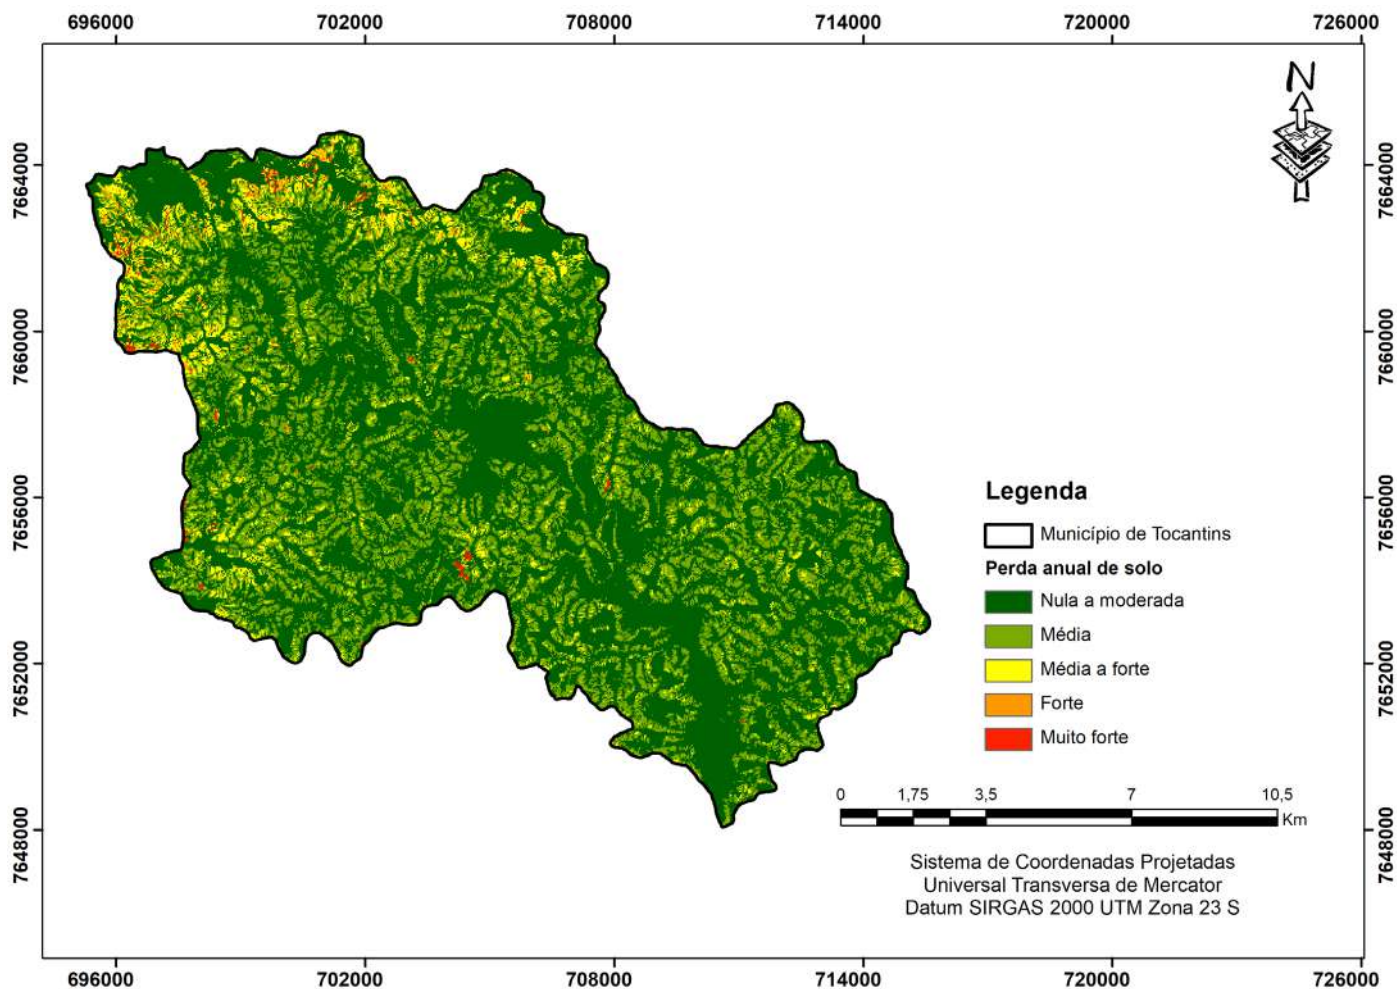 696000 702000 708000 714000 720000 726000
N
7664000 7664000
7660000 7660000
7656000 7656000
7652000 7652000
7648000 7648000
Legenda
Município de Tocantins
Perda anual de solo
Nula a moderada
Média
Média a forte
Forte
Muito forte
0 1,75 3,5 7 10,5
Km
Sistema de Coordenadas Projetadas
Universal Transversa de Mercator
Datum SIRGAS 2000 UTM Zona 23 S
696000 702000 708000 714000 720000 726000